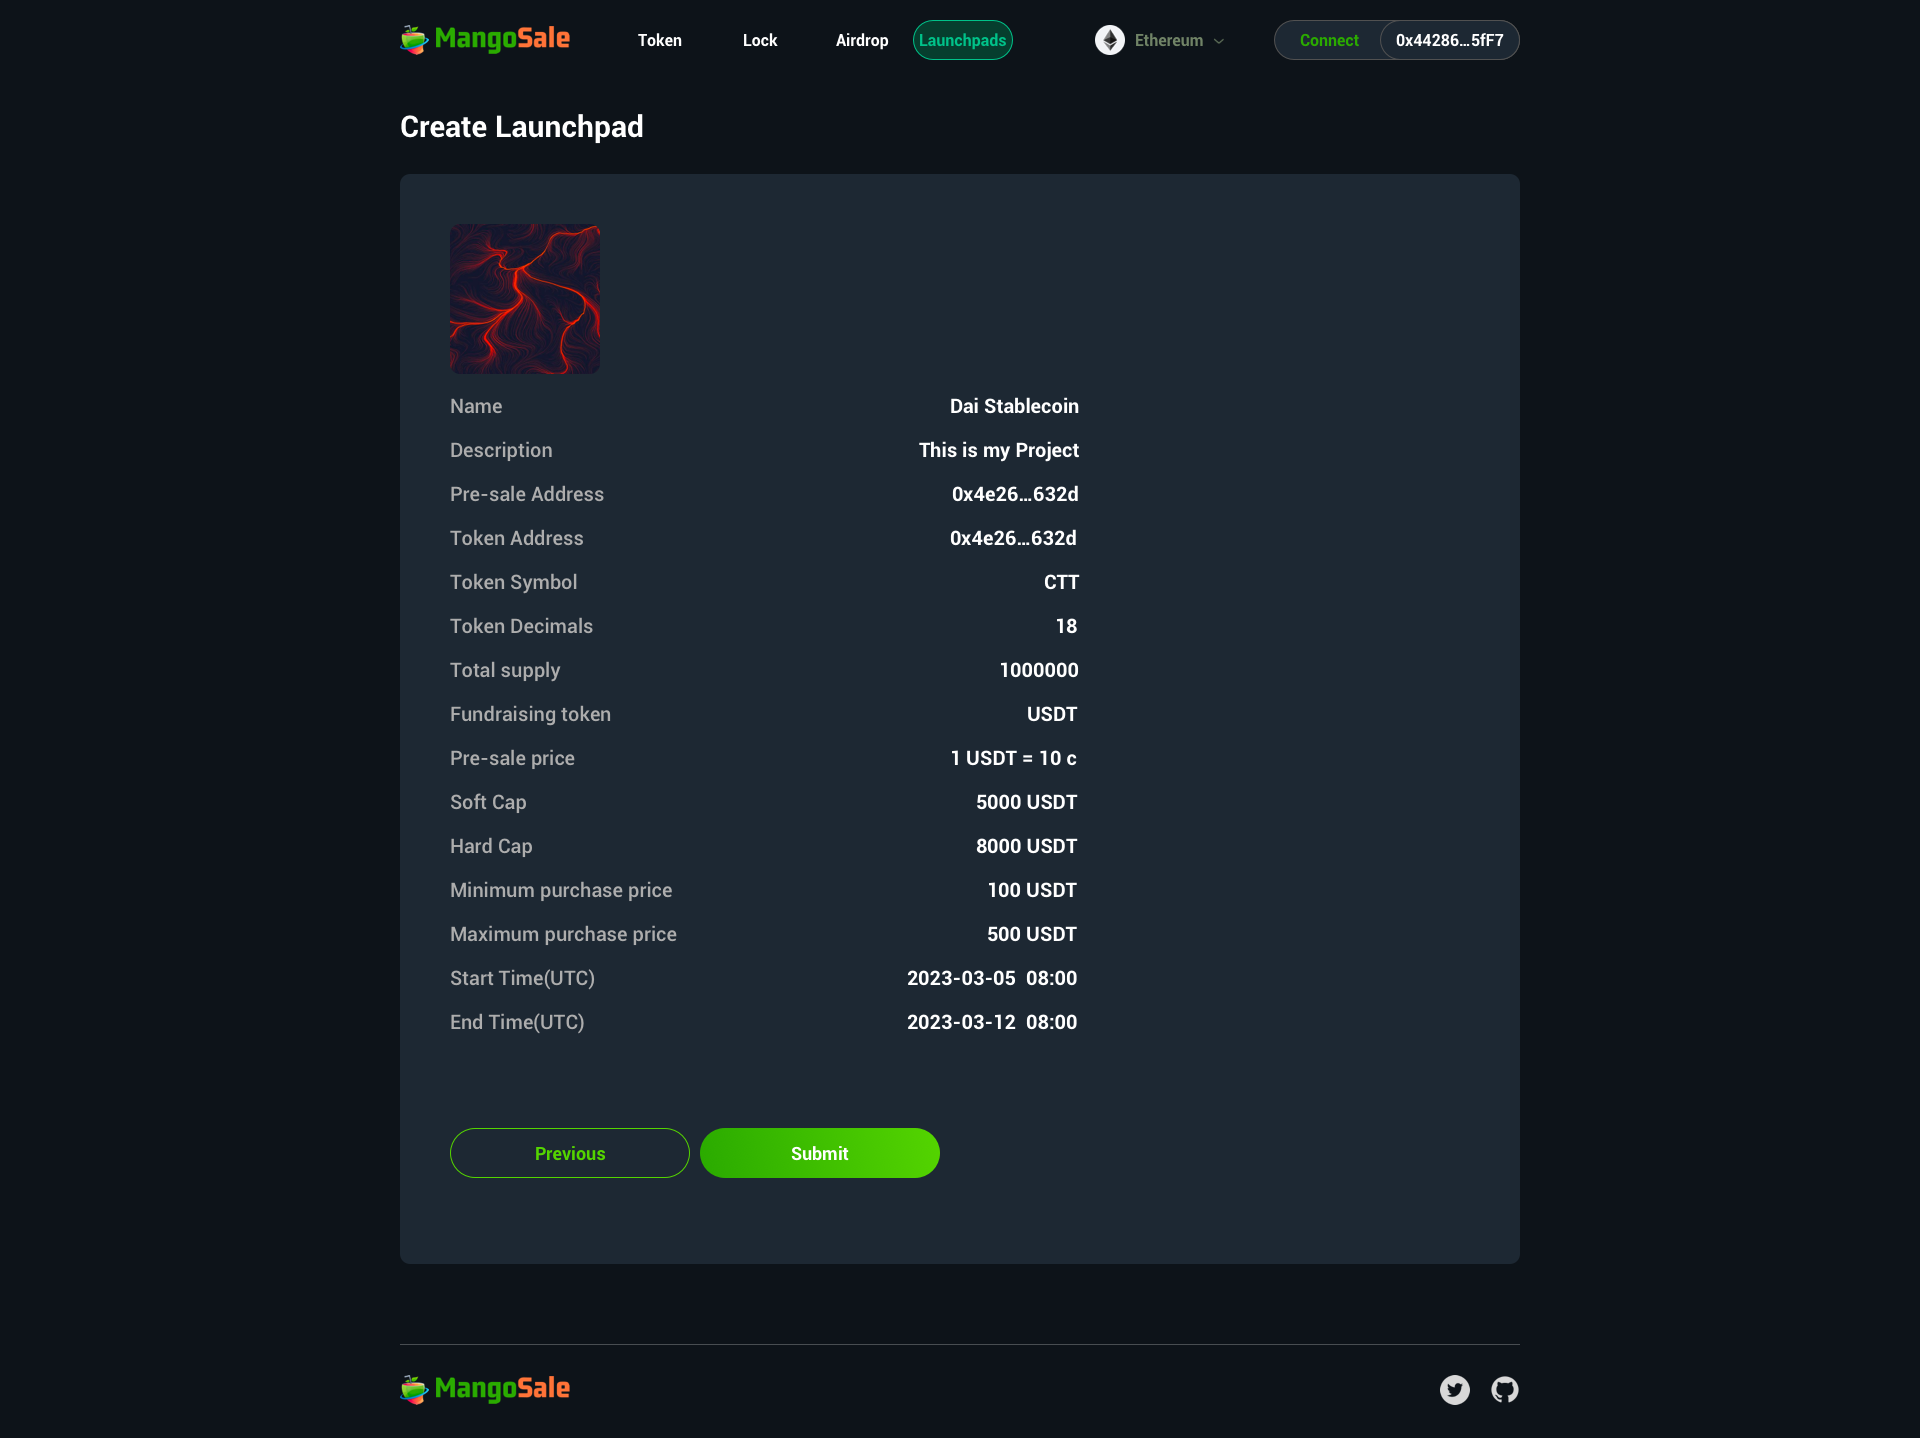 MangoSale
Token
Lock
Airdrop
Launchpads
Ethereum
Connect
0x44286...5fF7
Create Launchpad
Name
Dai Stablecoin
Description
This is my Project
Pre-sale Address
0x4e26...632d
Token Address
0x4e26...632d
Token Symbol
CTT
Token Decimals
18
Total supply
1000000
Fundraising token
USDT
Pre-sale price
1 USDT = 10 c
Soft Cap
5000 USDT
Hard Cap
8000 USDT
Minimum purchase price
100 USDT
Maximum purchase price
500 USDT
Start Time(UTC)
2023-03-05  08:00
End Time(UTC)
2023-03-12  08:00
Previous
Submit
MangoSale